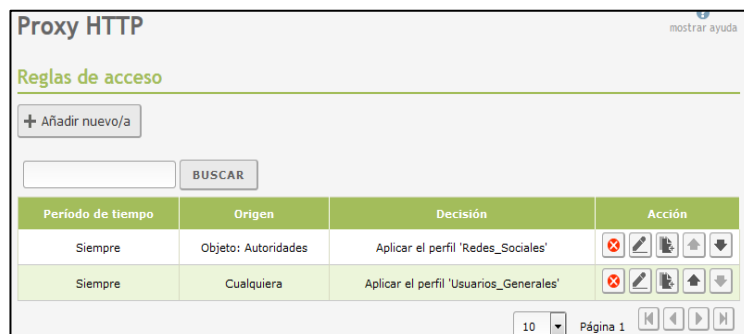 Proxy HTTP
mostrar ayuda
Reglas de acceso
+ Añadir nuevo/a
BUSCAR
Período de tiempo Origen Decisión Acción
Siempre Objeto: Autoridades Aplicar el perfil 'Redes_Sociales'
Siempre Cualquiera Aplicar el perfil 'Usuarios_Generales'
10 Página 1